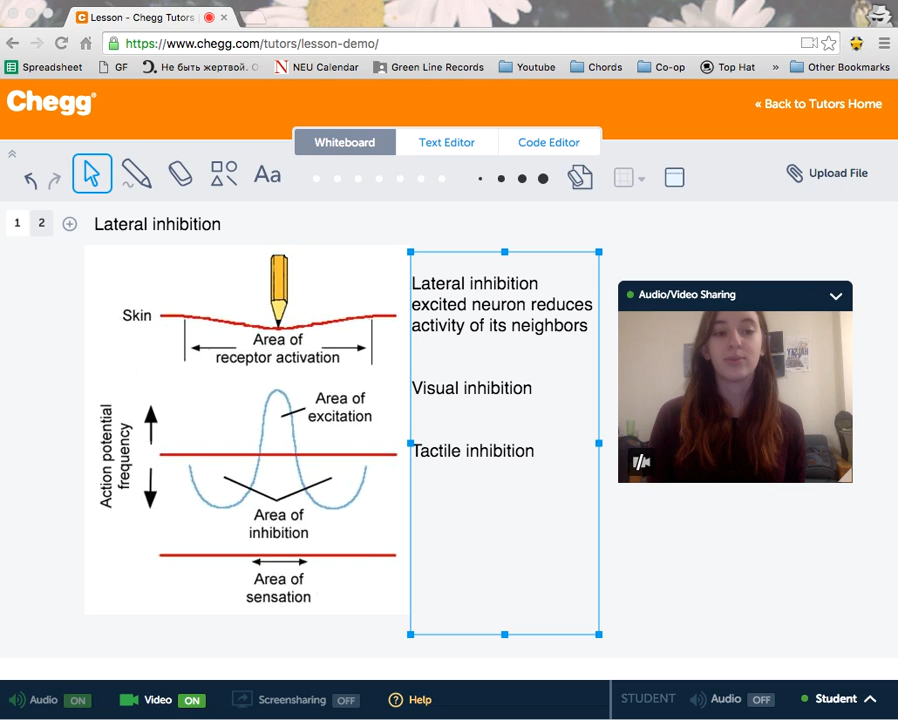 Lesson - Chegg Tutors
https://www.chegg.com/tutors/lesson-demo/
Spreadsheet GF Не быть жертвой. NEU Calendar Green Line Records Youtube Chords Co-op Top Hat » Other Bookmarks
Chegg®
« Back to Tutors Home
Whiteboard Text Editor Code Editor
Aa
Upload File
1 2 Lateral inhibition
Skin
Area of
receptor activation
Action potential
frequency
Area of
excitation
Area of
inhibition
Area of
sensation
Lateral inhibition
excited neuron reduces
activity of its neighbors
Visual inhibition
Tactile inhibition
Audio/Video Sharing
Audio ON Video ON Screensharing OFF ? Help STUDENT Audio OFF Student